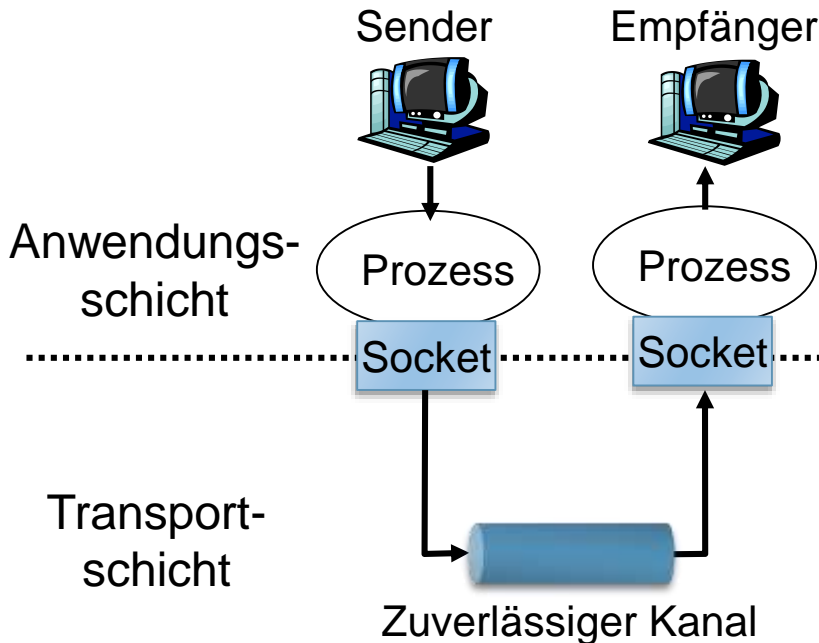 Sender
Empfänger
Anwendungs-
schicht
Prozess
Prozess
Socket
Socket
Transport-
schicht
Zuverlässiger Kanal